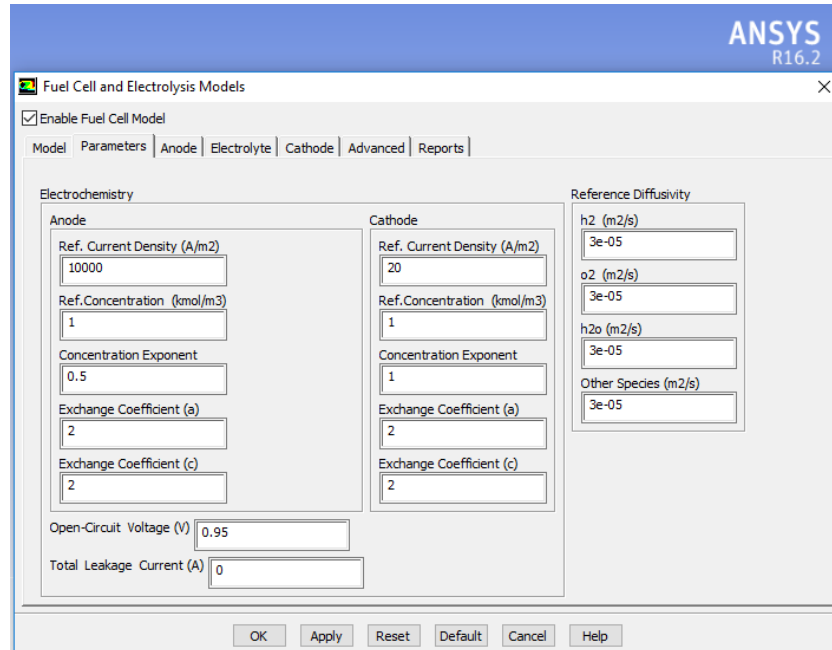 ANSYS
R16.2
Fuel Cell and Electrolysis Models
Enable Fuel Cell Model
Model Parameters Anode Electrolyte Cathode Advanced Reports
Electrochemistry
Anode
Ref. Current Density (A/m2)
10000
Ref.Concentration (kmol/m3)
1
Concentration Exponent
0.5
Exchange Coefficient (a)
2
Exchange Coefficient (c)
2
Cathode
Ref. Current Density (A/m2)
20
Ref.Concentration (kmol/m3)
1
Concentration Exponent
1
Exchange Coefficient (a)
2
Exchange Coefficient (c)
2
Open-Circuit Voltage (V) 0.95
Total Leakage Current (A) 0
Reference Diffusivity
h2 (m2/s)
3e-05
o2 (m2/s)
3e-05
h2o (m2/s)
3e-05
Other Species (m2/s)
3e-05
OK Apply Reset Default Cancel Help